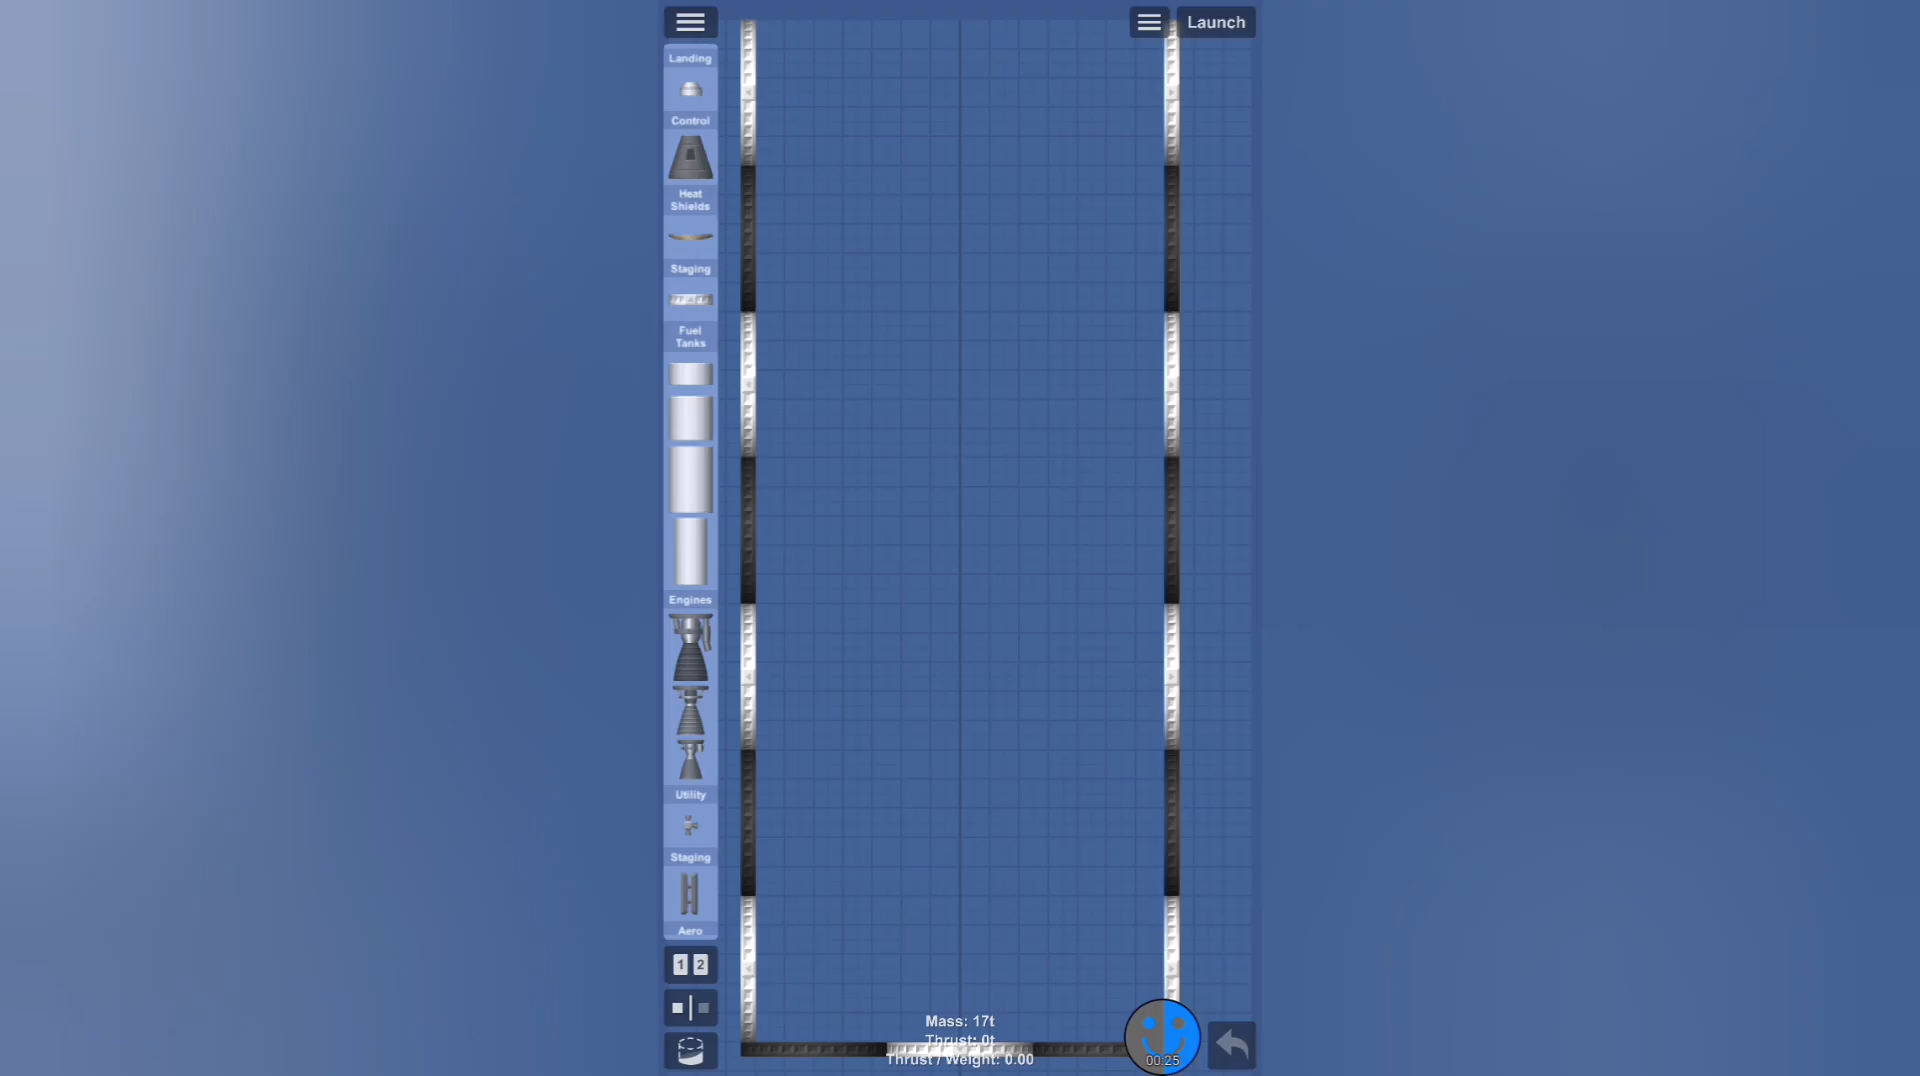 Launch
Landing
Control
Heat
Shields
Staging
Fuel
Tanks
Engines
Utility
Staging
Aero
1 2
Mass: 17t
Thrust: 0t
Thrust / Weight: 0.00
00:25